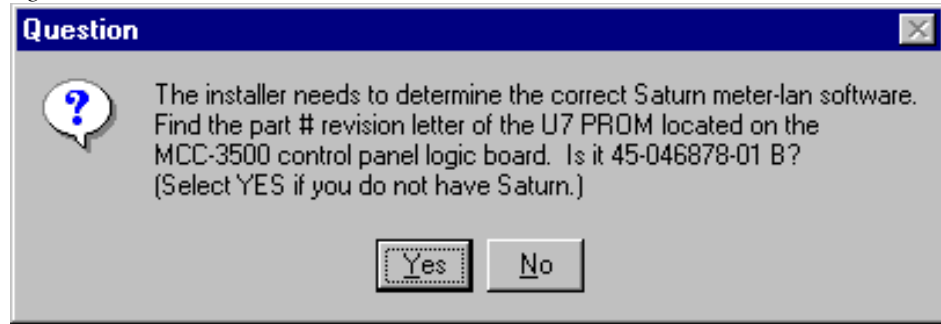 Question
The installer needs to determine the correct Saturn meter-lan software.
Find the part # revision letter of the U7 PROM located on the
MCC-3500 control panel logic board.  Is it 45-046878-01 B?
(Select YES if you do not have Saturn.)
Yes No